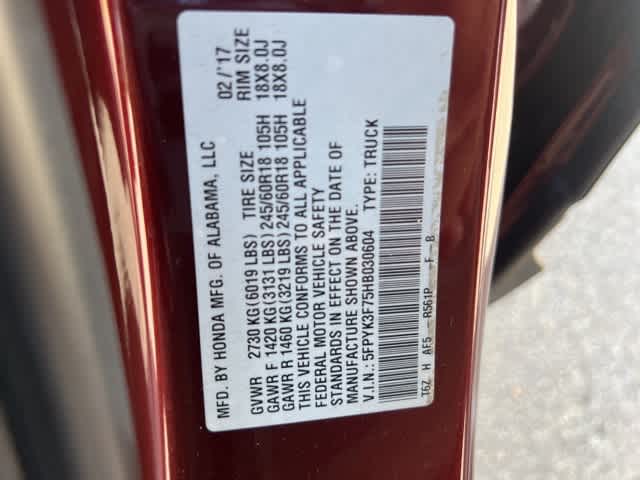 MFD. BY HONDA MFG. OF ALABAMA, LLC 02/'17
GVWR 2730 KG (6019 LBS) TIRE SIZE RIM SIZE
GAWR F 1420 KG (3131 LBS) 245/60R18 105H 18X8.0J
GAWR R 1460 KG (3219 LBS) 245/60R18 105H 18X8.0J
THIS VEHICLE CONFORMS TO ALL APPLICABLE
FEDERAL MOTOR VEHICLE SAFETY
STANDARDS IN EFFECT ON THE DATE OF
MANUFACTURE SHOWN ABOVE.
V.I.N.: 5FPYK3F75HB030604 TYPE: TRUCK
T6Z H AF5 - R561P F - B